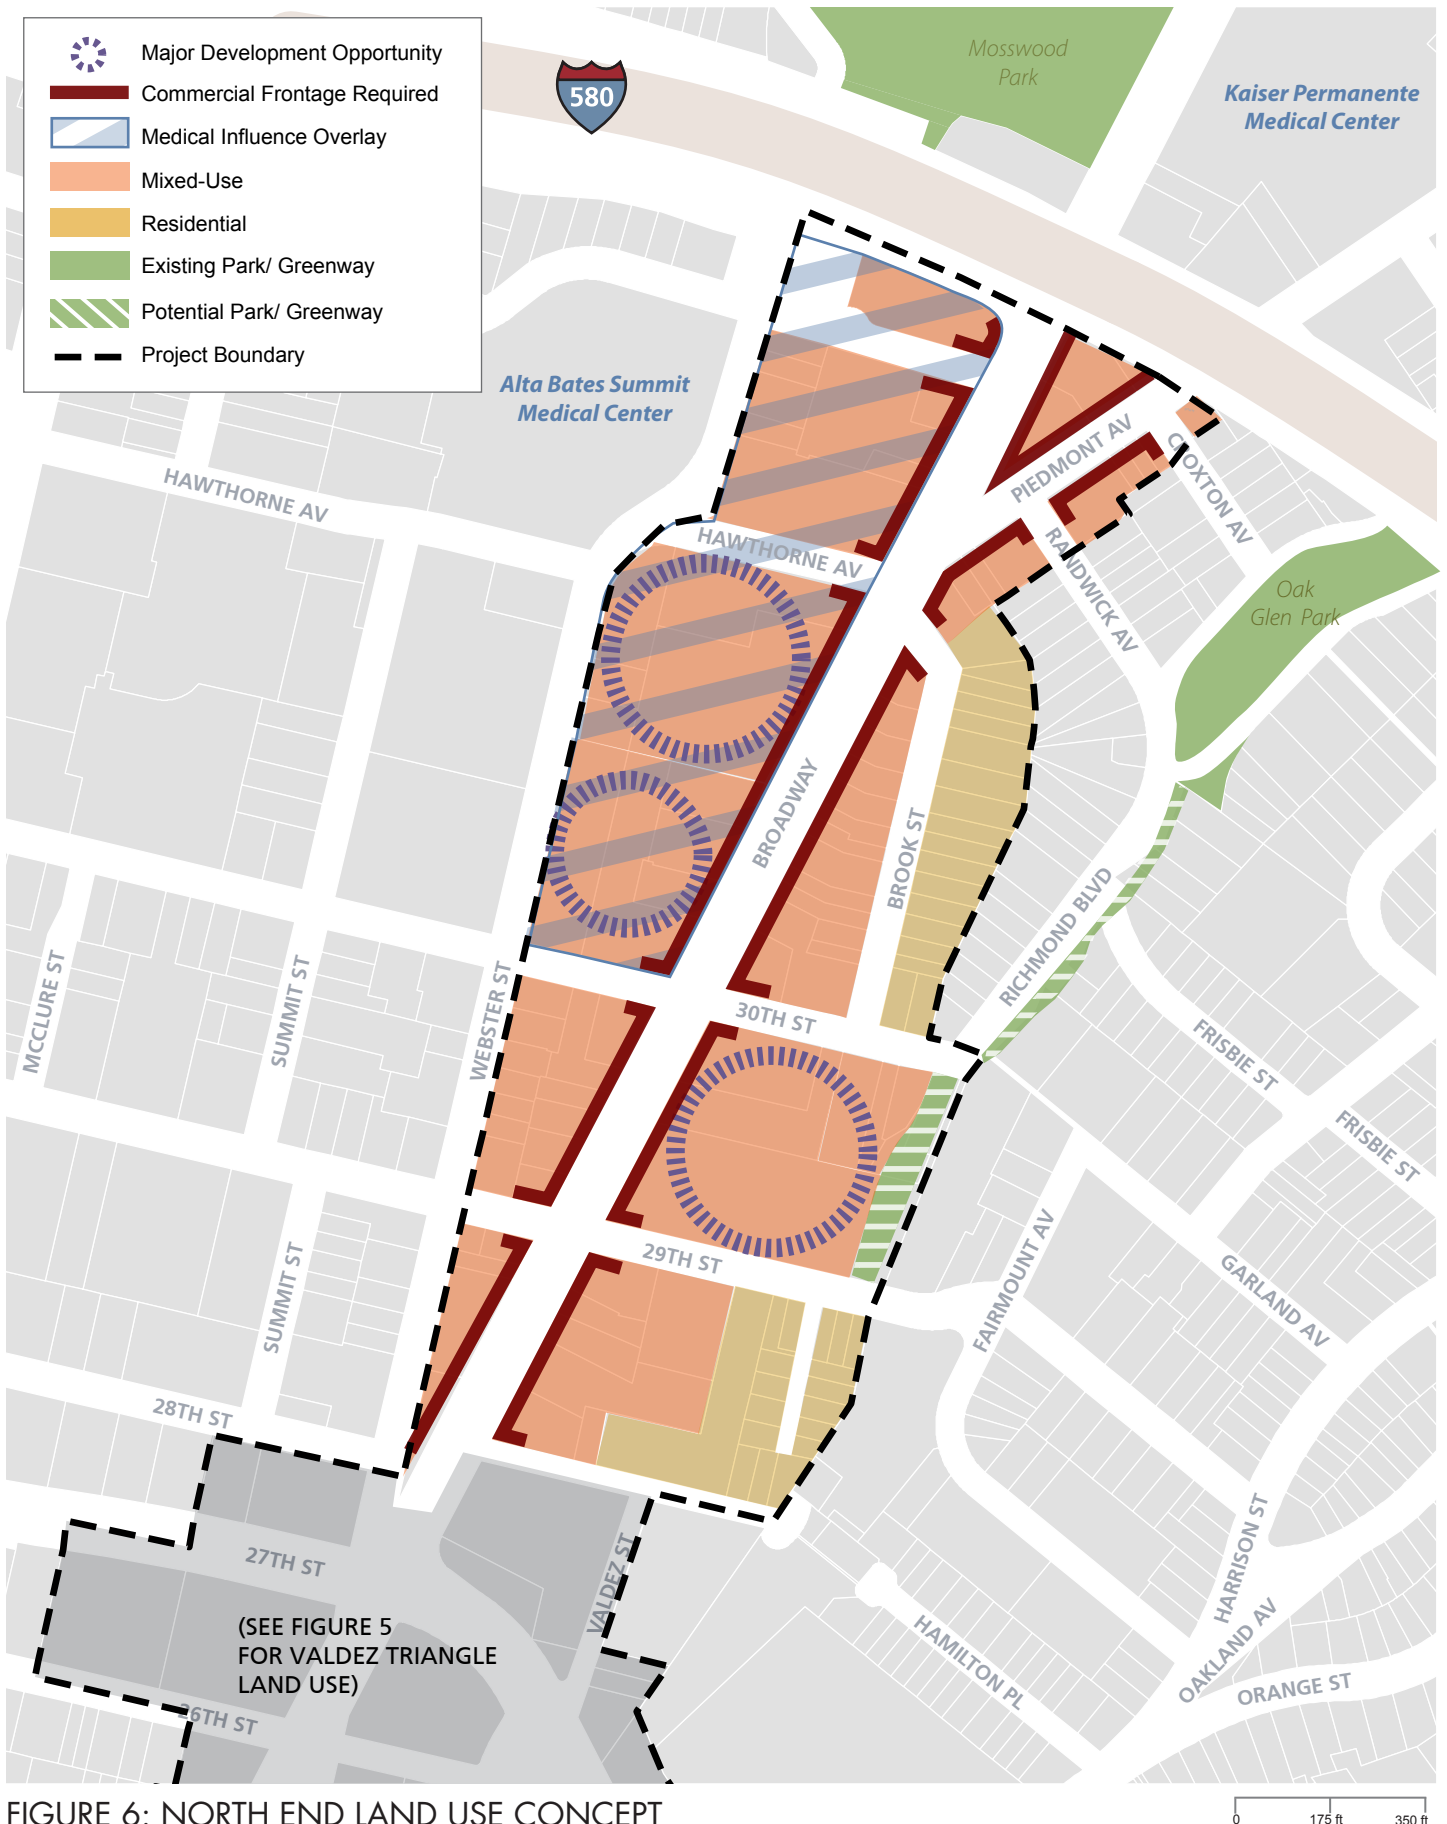 Major Development Opportunity
Commercial Frontage Required
Medical Influence Overlay
Mixed-Use
Residential
Existing Park/ Greenway
Potential Park/ Greenway
Project Boundary
580
Mosswood
Park
Kaiser Permanente
Medical Center
Alta Bates Summit
Medical Center
HAWTHORNE AV
PIEDMONT AV
CROXTON AV
HAWTHORNE AV
RANDWICK AV
Oak
Glen Park
BROADWAY
BROOK ST
RICHMOND BLVD
MCCLURE ST
SUMMIT ST
WEBSTER ST
30TH ST
FRISBIE ST
FRISBIE ST
29TH ST
FAIRMOUNT AV
GARLAND AV
SUMMIT ST
28TH ST
27TH ST
VALDEZ ST
HARRISON ST
(SEE FIGURE 5
FOR VALDEZ TRIANGLE
LAND USE)
HAMILTON PL
OAKLAND AV
ORANGE ST
26TH ST
FIGURE 6: NORTH END LAND USE CONCEPT
0 175 ft 350 ft